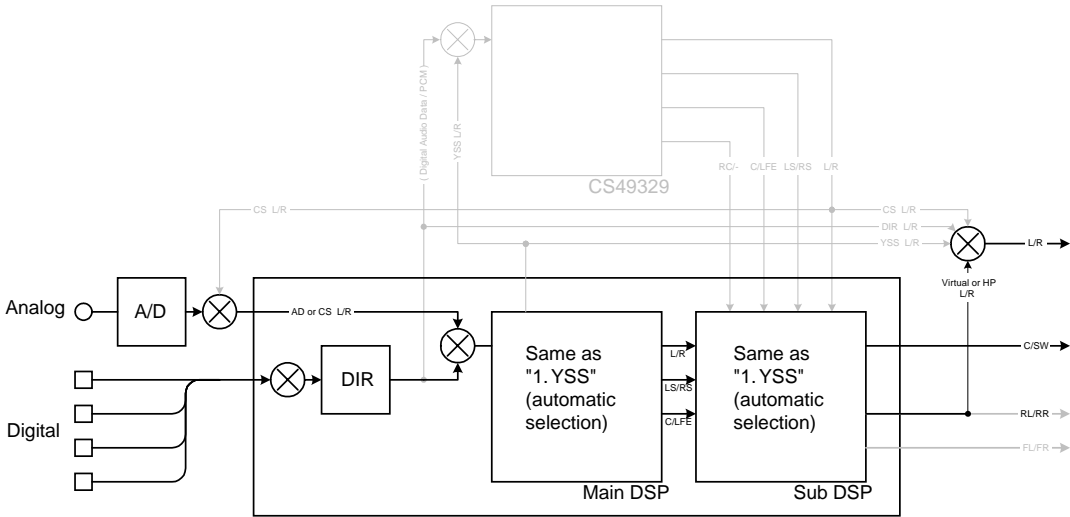 ( Digital Audio Data / PCM )
YSS L/R
CS49329
RC/-
C/LFE
LS/RS
L/R
CS L/R
CS L/R
DIR L/R
YSS L/R
L/R
Virtual or HP
L/R
Analog
A/D
AD or CS L/R
DIR
Digital
Same as
"1. YSS"
(automatic
selection)
Main DSP
L/R
LS/RS
C/LFE
Same as
"1. YSS"
(automatic
selection)
Sub DSP
C/SW
RL/RR
FL/FR